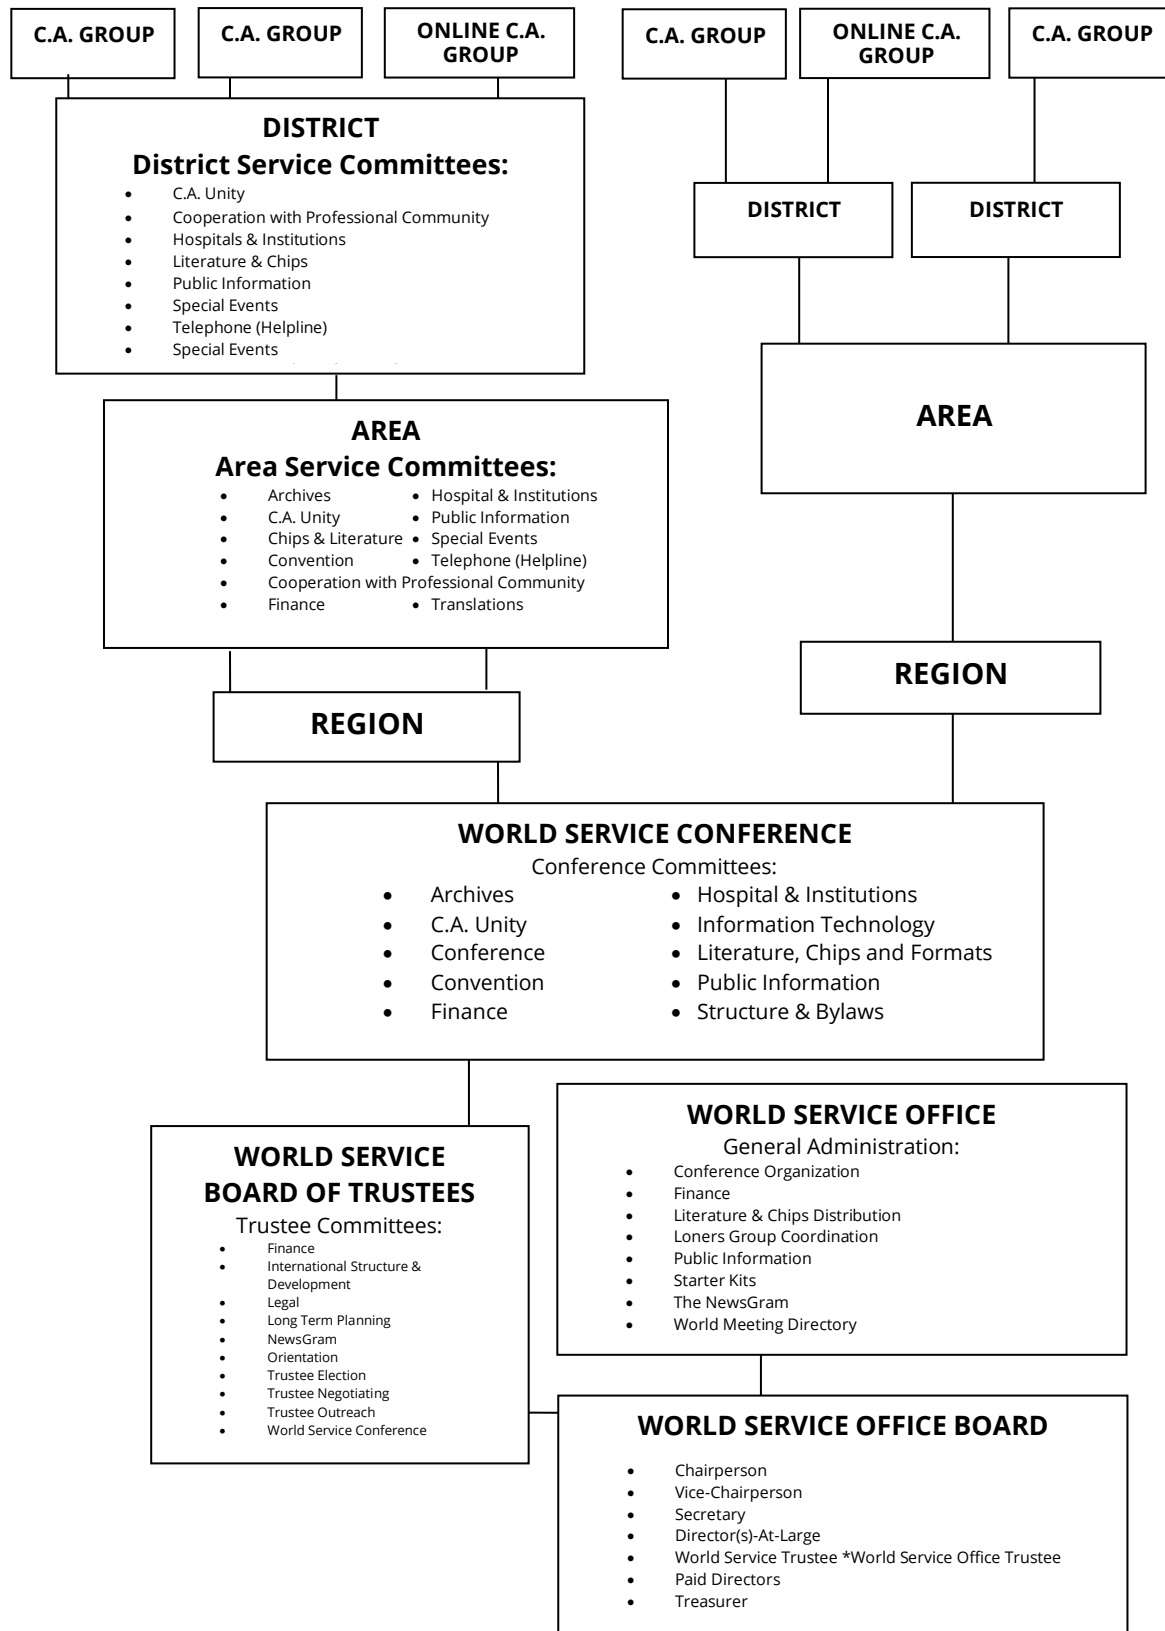 C.A. GROUP
C.A. GROUP
ONLINE C.A.
GROUP
C.A. GROUP
ONLINE C.A.
GROUP
C.A. GROUP
DISTRICT
District Service Committees:
• C.A. Unity
• Cooperation with Professional Community
• Hospitals & Institutions
• Literature & Chips
• Public Information
• Special Events
• Telephone (Helpline)
• Special Events
DISTRICT
DISTRICT
AREA
Area Service Committees:
• Archives • Hospital & Institutions
• C.A. Unity • Public Information
• Chips & Literature • Special Events
• Convention • Telephone (Helpline)
• Cooperation with Professional Community
• Finance • Translations
AREA
REGION
REGION
WORLD SERVICE CONFERENCE
Conference Committees:
• Archives • Hospital & Institutions
• C.A. Unity • Information Technology
• Conference • Literature, Chips and Formats
• Convention • Public Information
• Finance • Structure & Bylaws
WORLD SERVICE
BOARD OF TRUSTEES
Trustee Committees:
• Finance
• International Structure &
Development
• Legal
• Long Term Planning
• NewsGram
• Orientation
• Trustee Election
• Trustee Negotiating
• Trustee Outreach
• World Service Conference
WORLD SERVICE OFFICE
General Administration:
• Conference Organization
• Finance
• Literature & Chips Distribution
• Loners Group Coordination
• Public Information
• Starter Kits
• The NewsGram
• World Meeting Directory
WORLD SERVICE OFFICE BOARD
• Chairperson
• Vice-Chairperson
• Secretary
• Director(s)-At-Large
• World Service Trustee *World Service Office Trustee
• Paid Directors
• Treasurer